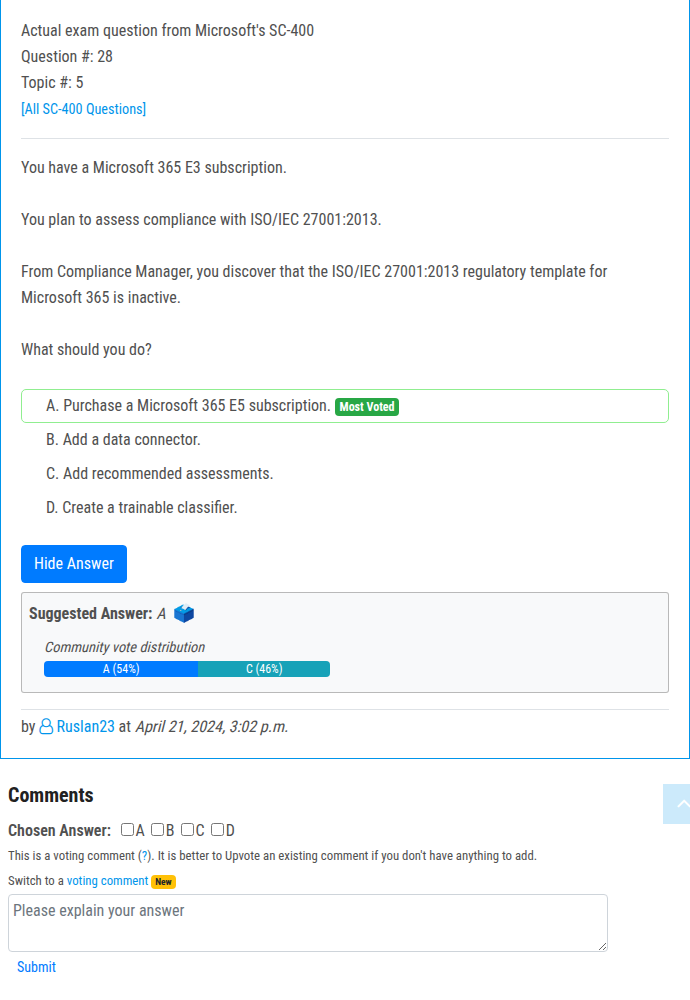 Actual exam question from Microsoft's SC-400
Question #: 28
Topic #: 5
[All SC-400 Questions]
You have a Microsoft 365 E3 subscription.
You plan to assess compliance with ISO/IEC 27001:2013.
From Compliance Manager, you discover that the ISO/IEC 27001:2013 regulatory template for
Microsoft 365 is inactive.
What should you do?
A. Purchase a Microsoft 365 E5 subscription. Most Voted
B. Add a data connector.
C. Add recommended assessments.
D. Create a trainable classifier.
Hide Answer
Suggested Answer: A
Community vote distribution
A (54%) C (46%)
by Ruslan23 at April 21, 2024, 3:02 p.m.
Comments
Chosen Answer: A B C D
This is a voting comment (?). It is better to Upvote an existing comment if you don't have anything to add.
Switch to a voting comment New
Please explain your answer
Submit